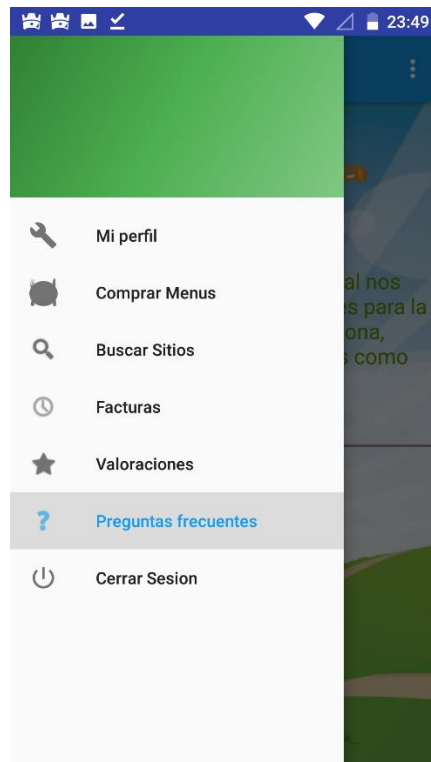 23:49
Mi perfil
Comprar Menus
Buscar Sitios
Facturas
Valoraciones
Preguntas frecuentes
Cerrar Sesion
al nos
s para la
ona,
como